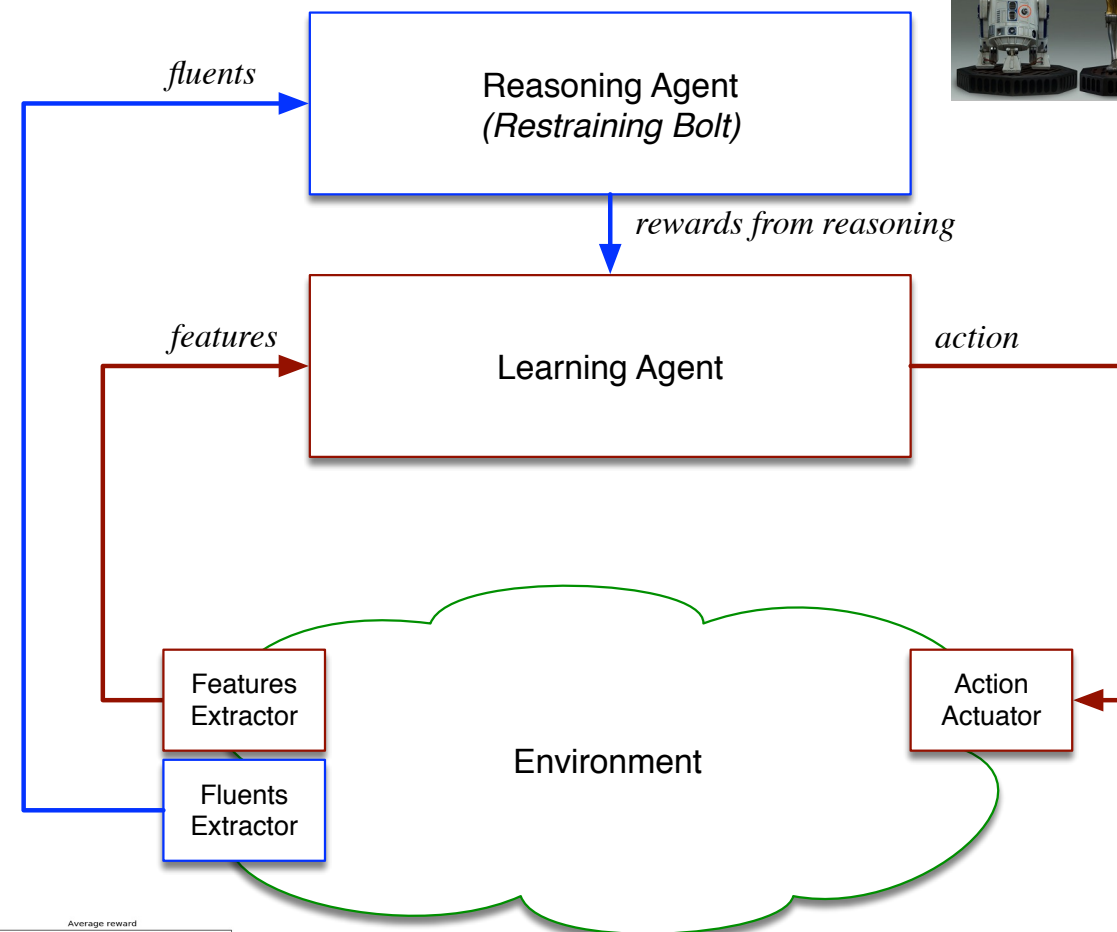 fluents
Reasoning Agent
(Restraining Bolt)
rewards from reasoning
features
Learning Agent
action
Features
Extractor
Action
Actuator
Environment
Fluents
Extractor
Average reward